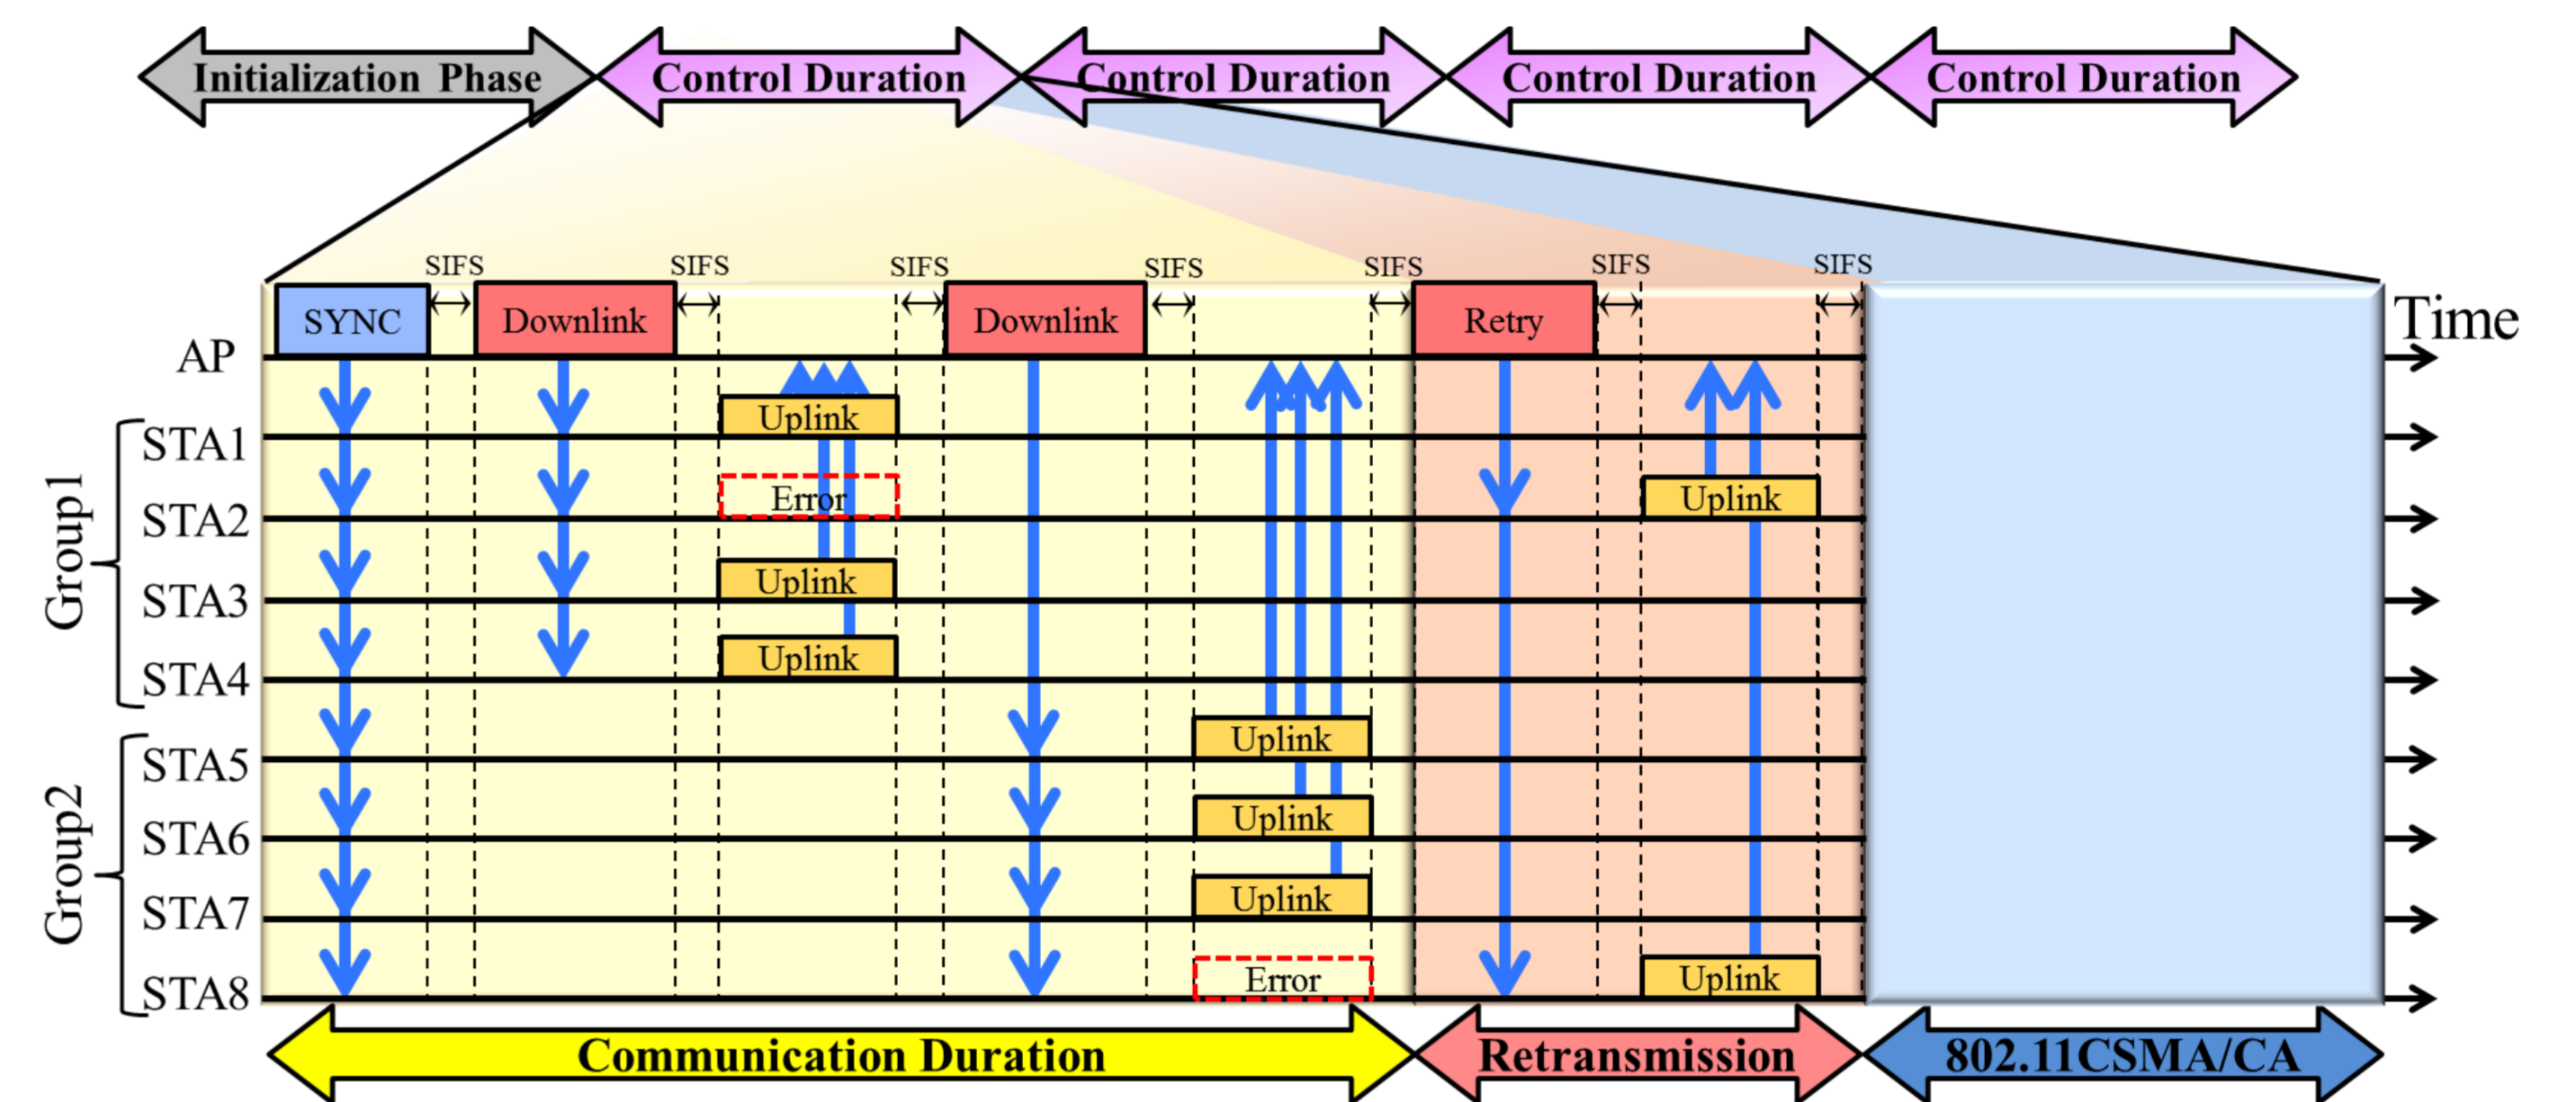 Initialization Phase
Control Duration
Control Duration
Control Duration
Control Duration
SIFS
SIFS
SIFS
SIFS
SIFS
SIFS
SIFS
SYNC
Downlink
Downlink
Retry
Time
AP
Uplink
STA1
Error
Uplink
STA2
Uplink
STA3
Uplink
STA4
Group1
Uplink
STA5
Uplink
STA6
Uplink
STA7
Error
Uplink
STA8
Group2
Communication Duration
Retransmission
802.11CSMA/CA